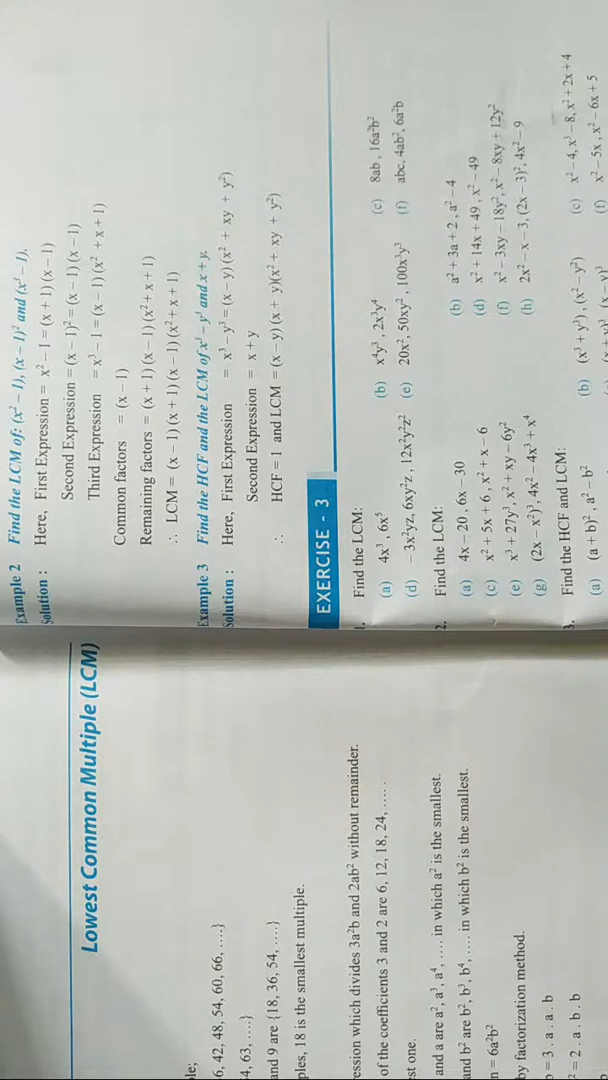 Lowest Common Multiple (LCM)
6, 42, 48, 54, 60, 66, ....}
4, 63, ....}
and 9 are {18, 36, 54, ....}
ples, 18 is the smallest multiple.
ression which divides 3a²b and 2ab² without remainder.
of the coefficients 3 and 2 are 6, 12, 18, 24, .... .
st one.
and a are a², a³, a⁴, .... in which a² is the smallest.
and b² are b², b³, b⁴, .... in which b² is the smallest.
n = 6a²b²
by factorization method.
b = 3 . a . a . b
² = 2 . a . b . b
Example 2 Find the LCM of: (x² – 1), (x – 1)² and (x³ – 1).
Solution : Here, First Expression = x² – 1 = (x + 1) (x – 1)
Second Expression = (x – 1)² = (x – 1) (x – 1)
Third Expression = x³ – 1 = (x – 1) (x² + x + 1)
Common factors = (x – 1)
Remaining factors = (x + 1) (x – 1) (x² + x + 1)
∴ LCM = (x – 1) (x + 1) (x – 1) (x² + x + 1)
Example 3 Find the HCF and the LCM of x³ – y³ and x + y.
Solution : Here, First Expression = x³ – y³ = (x – y) (x² + xy + y²)
Second Expression = x + y
∴ HCF = 1 and LCM = (x – y) (x + y)(x² + xy + y²)
EXERCISE - 3
1. Find the LCM:
(a) 4x³, 6x⁵ (b) x⁴y³, 2x³y⁴ (c) 8ab, 16a²b²
(d) – 3x²yz, 6xy²z, 12x²y²z² (e) 20x², 50xy², 100x³y³ (f) abc, 4ab², 6a²b
2. Find the LCM:
(a) 4x – 20, 6x – 30 (b) a² + 3a + 2, a² – 4
(c) x² + 5x + 6, x² + x – 6 (d) x² + 14x + 49, x² – 49
(e) x³ + 27y³, x² + xy – 6y² (f) x² – 3xy – 18y², x² – 8xy + 12y²
(g) (2x – x²)³, 4x² – 4x³ + x⁴ (h) 2x² – x – 3, (2x – 3)², 4x² – 9
3. Find the HCF and LCM:
(a) (a + b)², a² – b² (b) (x³ + y³), (x² – y²) (c) x² – 4, x³ – 8, x² + 2x + 4
(f) x² – 5x, x² – 6x + 5